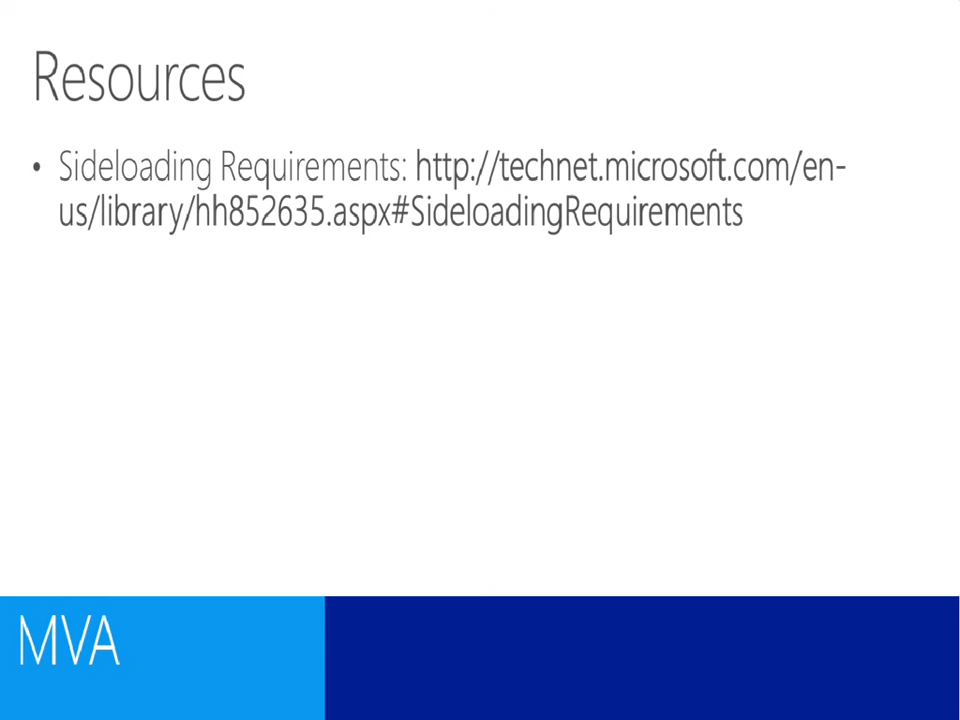 Resources
• Sideloading Requirements: http://technet.microsoft.com/en-
us/library/hh852635.aspx#SideloadingRequirements
MVA